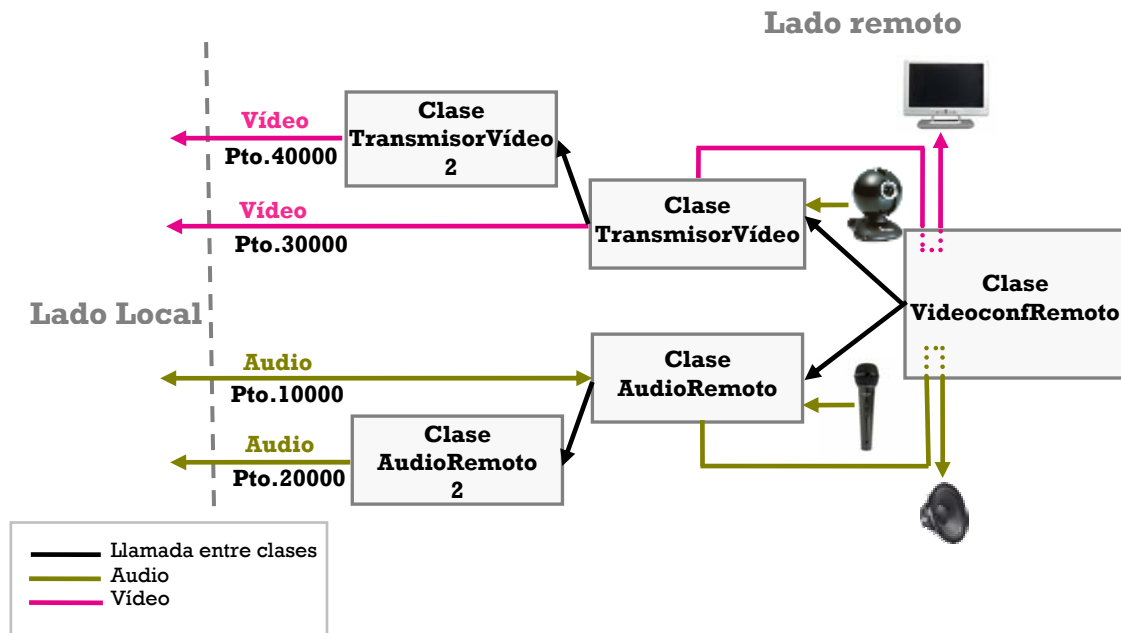 Lado remoto
Clase
TransmisorVídeo
2
Vídeo
Pto.40000
Clase
TransmisorVídeo
Vídeo
Pto.30000
Clase
VideoconfRemoto
Lado Local
Clase
AudioRemoto
Audio
Pto.10000
Clase
AudioRemoto
2
Audio
Pto.20000
Llamada entre clases
Audio
Vídeo